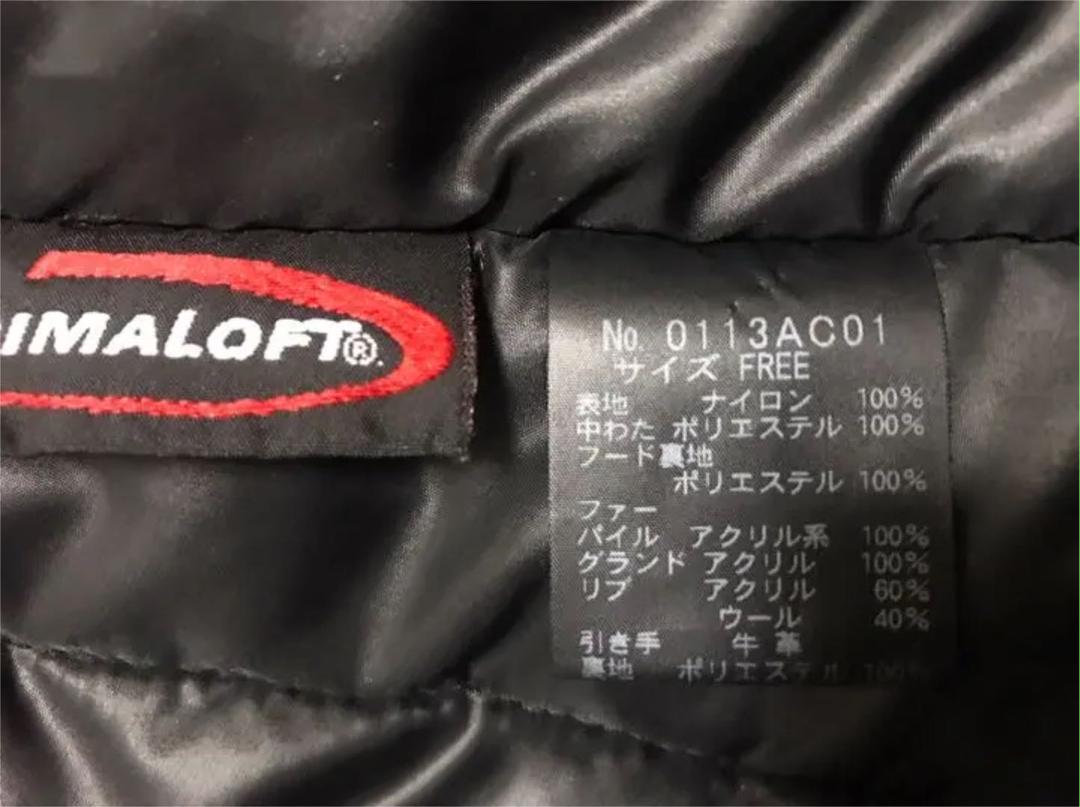 IMALOFT®.
No. 0113AC01
サイズ FREE
表地 ナイロン 100%
中わた ポリエステル 100%
フード裏地
ポリエステル 100%
ファー
パイル アクリル系 100%
グランド アクリル 100%
リブ アクリル 60%
ウール 40%
引き手 牛革
裏地 ポリエステル 100%